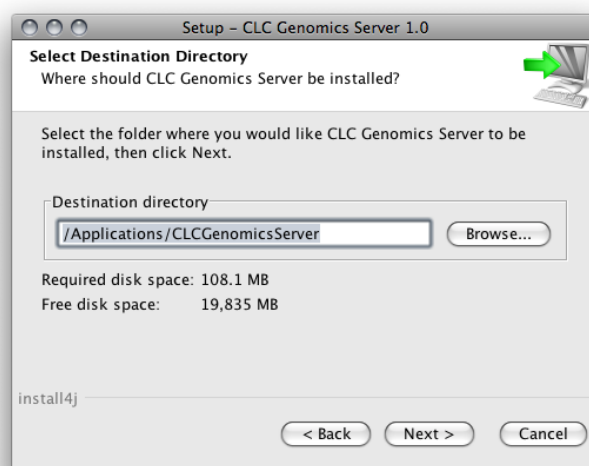 Setup – CLC Genomics Server 1.0
Select Destination Directory
Where should CLC Genomics Server be installed?
Select the folder where you would like CLC Genomics Server to be
installed, then click Next.
Destination directory
/Applications/CLCGenomicsServer
Browse...
Required disk space: 108.1 MB
Free disk space: 19,835 MB
install4j
< Back Next > Cancel